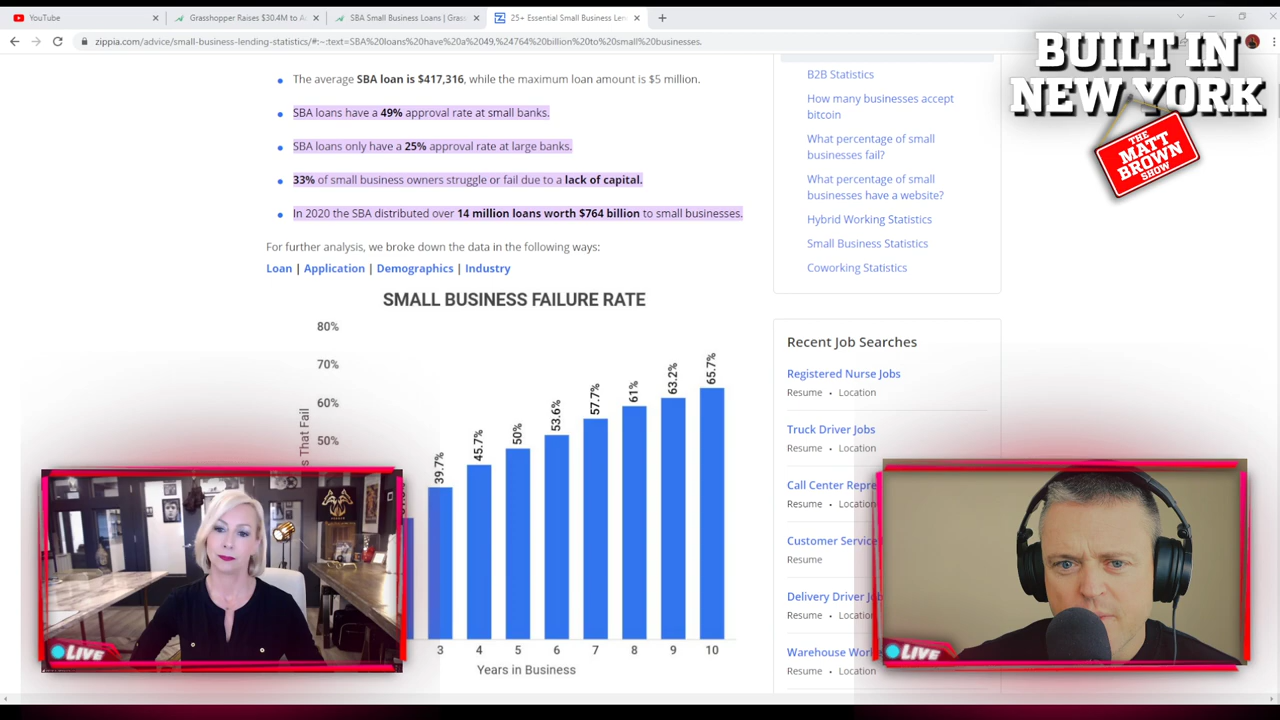 YouTube
Grasshopper Raises $30.4M to A
SBA Small Business Loans | Grass
25+ Essential Small Business Len
zippia.com/advice/small-business-lending-statistics/#:~:text=SBA%20loans%20have%20a%2049,%24764%20billion%20to%20small%20businesses.
BUILT IN
NEW YORK
THE
MATT
BROWN
SHOW
The average SBA loan is $417,316, while the maximum loan amount is $5 million.
SBA loans have a 49% approval rate at small banks.
SBA loans only have a 25% approval rate at large banks.
33% of small business owners struggle or fail due to a lack of capital.
In 2020 the SBA distributed over 14 million loans worth $764 billion to small businesses.
For further analysis, we broke down the data in the following ways:
Loan | Application | Demographics | Industry
SMALL BUSINESS FAILURE RATE
80%
70%
60%
50%
That Fail
39.7%
45.7%
50%
53.6%
57.7%
61%
63.2%
65.7%
3 4 5 6 7 8 9 10
Years in Business
B2B Statistics
How many businesses accept
bitcoin
What percentage of small
businesses fail?
What percentage of small
businesses have a website?
Hybrid Working Statistics
Small Business Statistics
Coworking Statistics
Recent Job Searches
Registered Nurse Jobs
Resume • Location
Truck Driver Jobs
Resume • Location
Call Center Repre
Resume • Location
Customer Service
Resume
Delivery Driver Jo
Resume • Location
Warehouse Work
Resume • Location
LIVE
LIVE